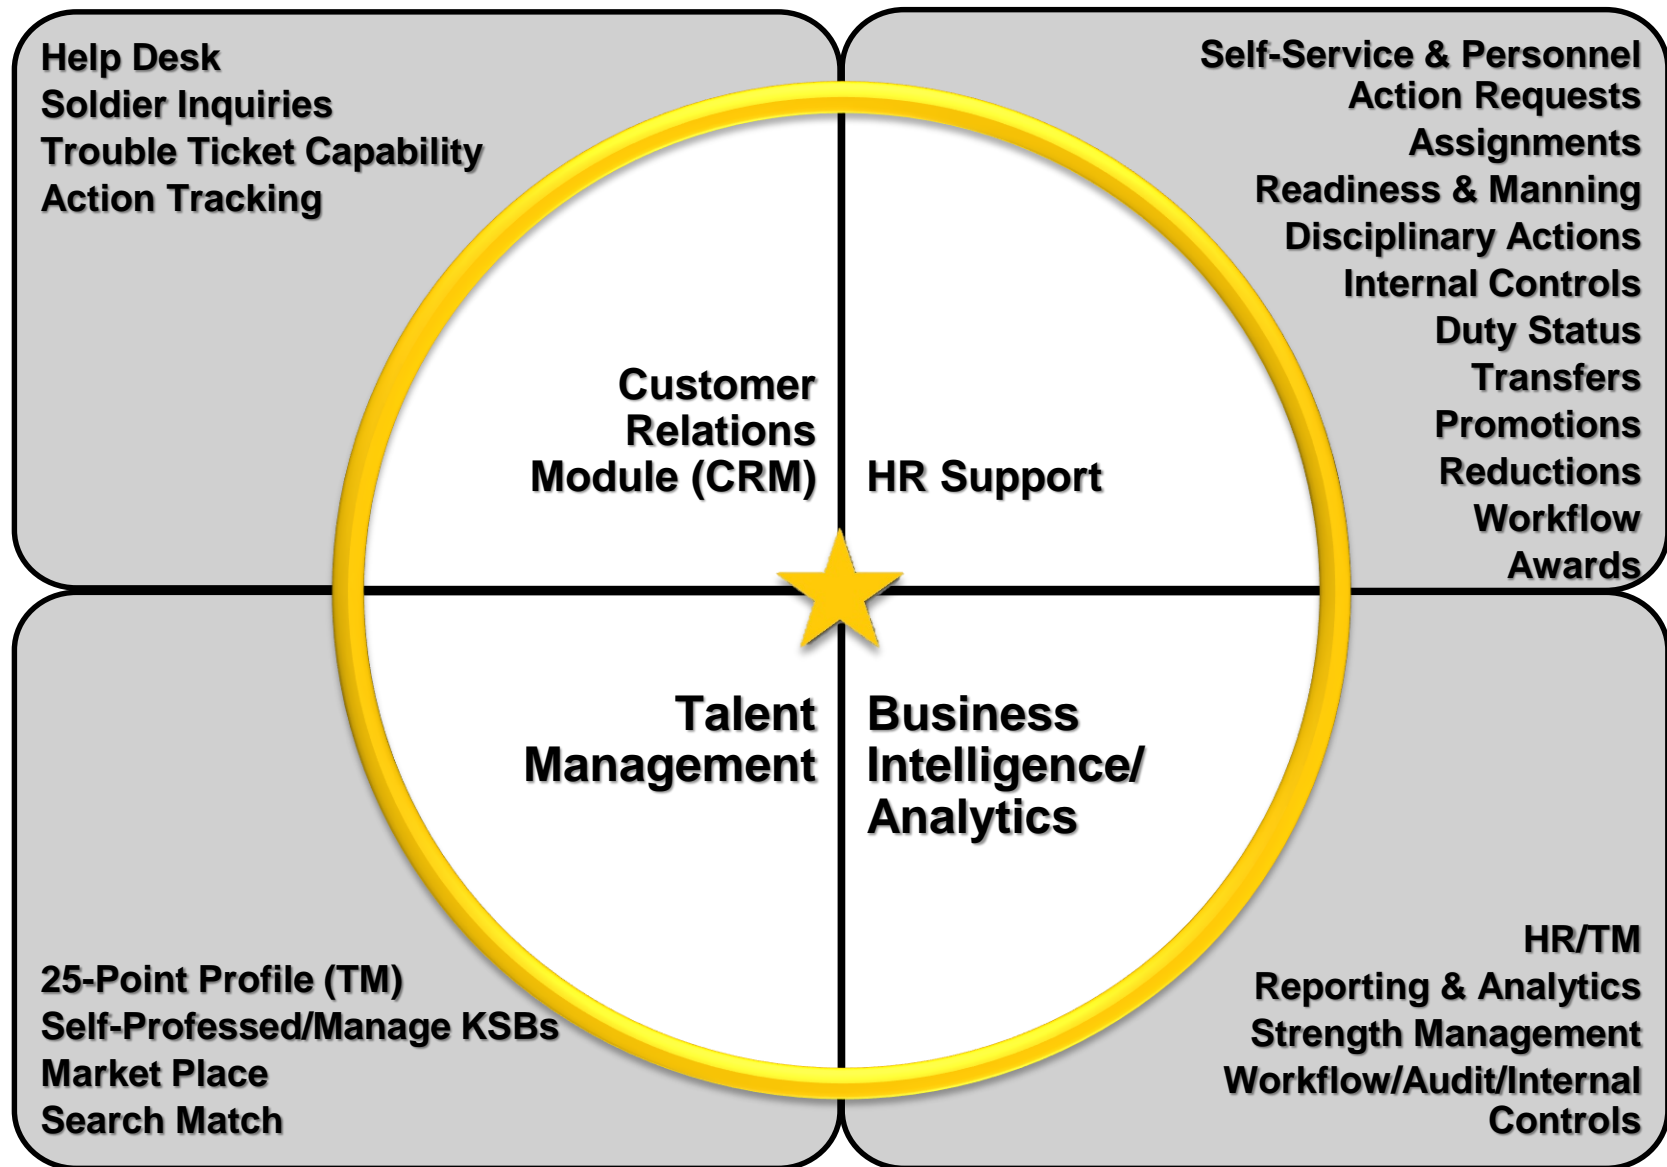 Help Desk
Soldier Inquiries
Trouble Ticket Capability
Action Tracking
Self-Service & Personnel
Action Requests
Assignments
Readiness & Manning
Disciplinary Actions
Internal Controls
Duty Status
Transfers
Promotions
Reductions
Workflow
Awards
Customer
Relations
Module (CRM)
HR Support
Talent
Management
Business
Intelligence/
Analytics
25-Point Profile (TM)
Self-Professed/Manage KSBs
Market Place
Search Match
HR/TM
Reporting & Analytics
Strength Management
Workflow/Audit/Internal
Controls